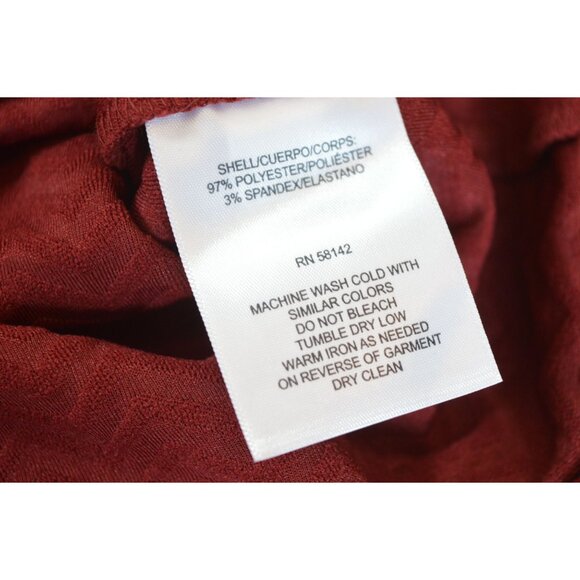 SHELL/CUERPO/CORPS:
97% POLYESTER/POLIÉSTER
3% SPANDEX/ELASTANO
RN 58142
MACHINE WASH COLD WITH
SIMILAR COLORS
DO NOT BLEACH
TUMBLE DRY LOW
WARM IRON AS NEEDED
ON REVERSE OF GARMENT
DRY CLEAN